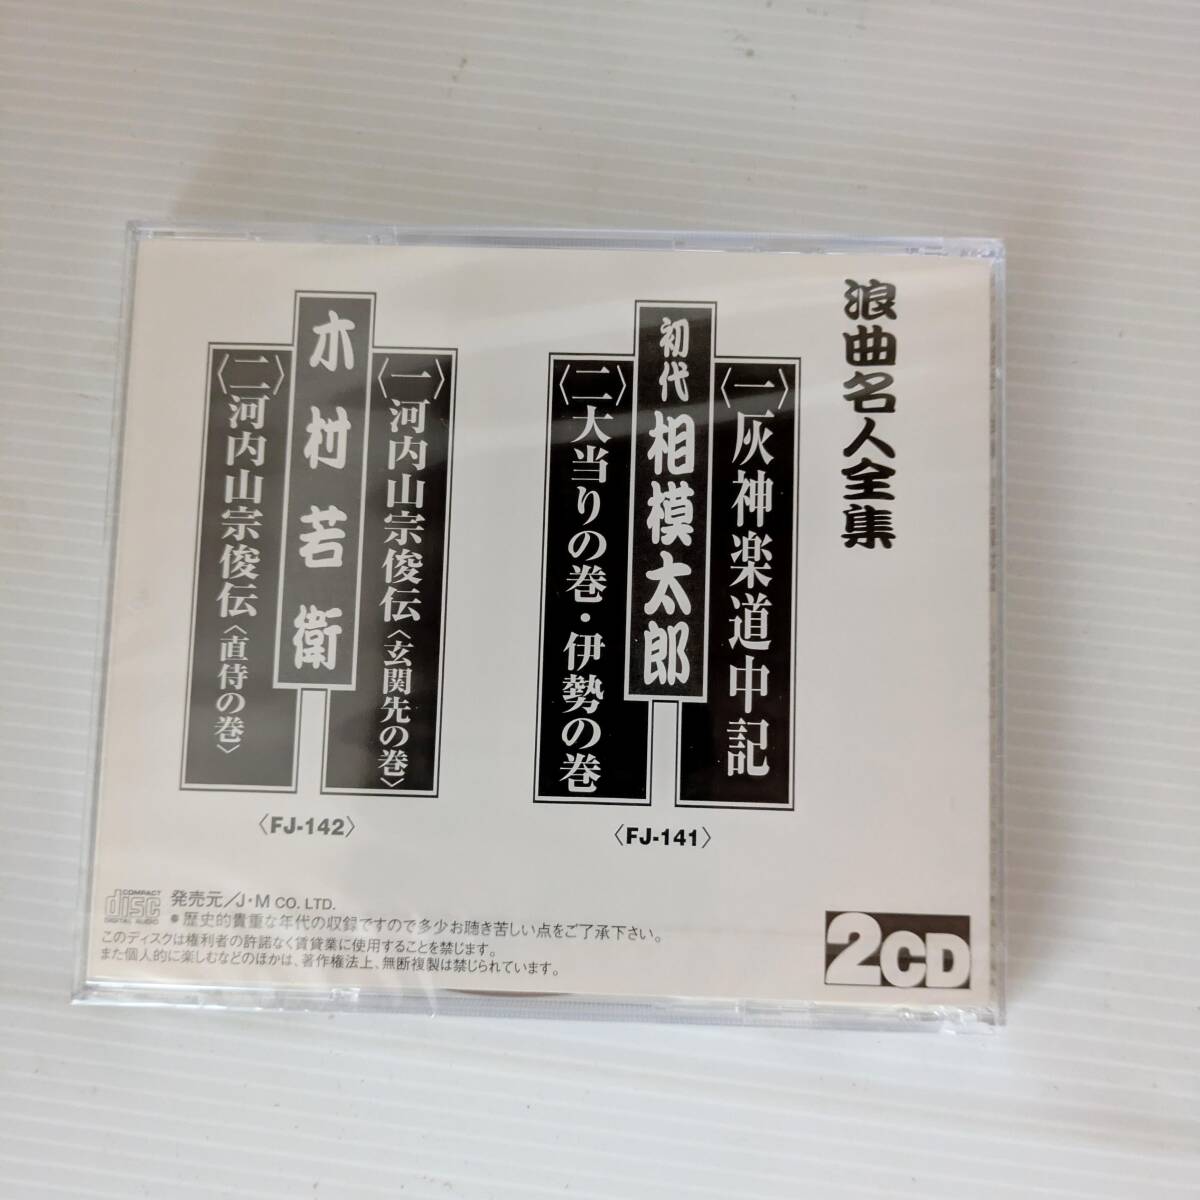 浪曲名人全集
初代 相模太郎
〈一〉灰神楽道中記
〈二〉大当りの巻・伊勢の巻
〈FJ-141〉
木村若衛
〈一〉河内山宗俊伝〈玄関先の巻〉
〈二〉河内山宗俊伝〈直侍の巻〉
〈FJ-142〉
COMPACT
disc
DIGITAL AUDIO
発売元/J・M CO. LTD.
●歴史的貴重な年代の収録ですので多少お聴き苦しい点をご了承下さい。
このディスクは権利者の許諾なく賃貸業に使用することを禁じます。
また個人的に楽しむなどのほかは、著作権法上、無断複製は禁じられています。
2CD